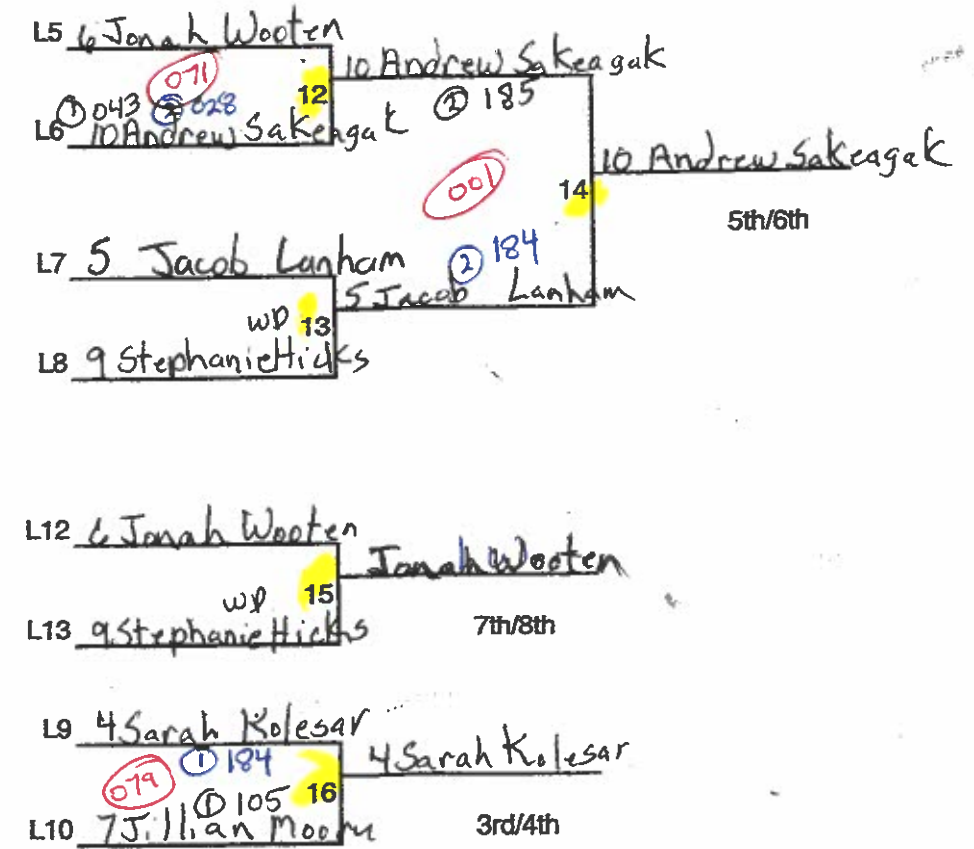 L5 6 Jonah Wooten
071
① 043 ② 028
12
L6 10 Andrew Sakeagak
10 Andrew Sakeagak
② 185
001
14
② 184
10 Andrew Sakeagak
5th/6th
L7 5 Jacob Lanham
WD 13
5 Jacob Lanham
L8 9 Stephanie Hicks
L12 6 Jonah Wooten
WD 15
Jonah Wooten
L13 9 Stephanie Hicks
7th/8th
L9 4 Sarah Kolesar
① 184
079
① 105 16
4 Sarah Kolesar
L10 7 Jillian Moore
3rd/4th